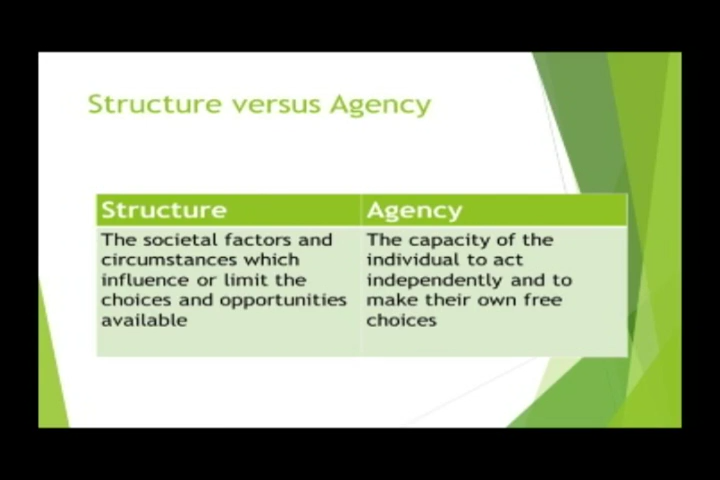 Structure versus Agency
Structure
The societal factors and
circumstances which
influence or limit the
choices and opportunities
available
Agency
The capacity of the
individual to act
independently and to
make their own free
choices